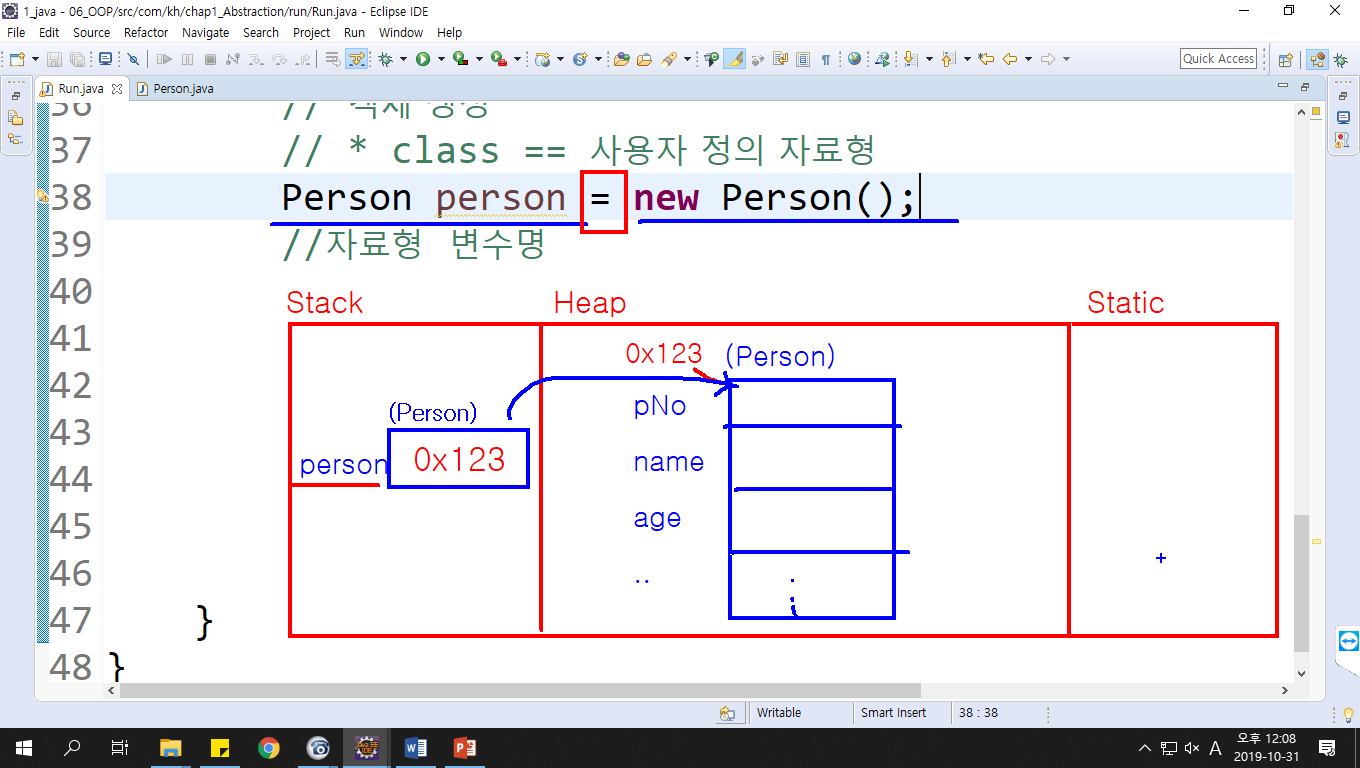 1_java - 06_OOP/src/com/kh/chap1_Abstraction/run/Run.java - Eclipse IDE
File Edit Source Refactor Navigate Search Project Run Window Help
Quick Access
Run.java Person.java
36 // 객체 생성
37 // * class == 사용자 정의 자료형
38 Person person = new Person();
39 //자료형 변수명
40
Stack Heap Static
41
0x123 (Person)
42
pNo
(Person)
43
name
person 0x123
44
age
45
46 ..
47 }
48 }
Writable Smart Insert 38 : 38
A 오후 12:08
2019-10-31